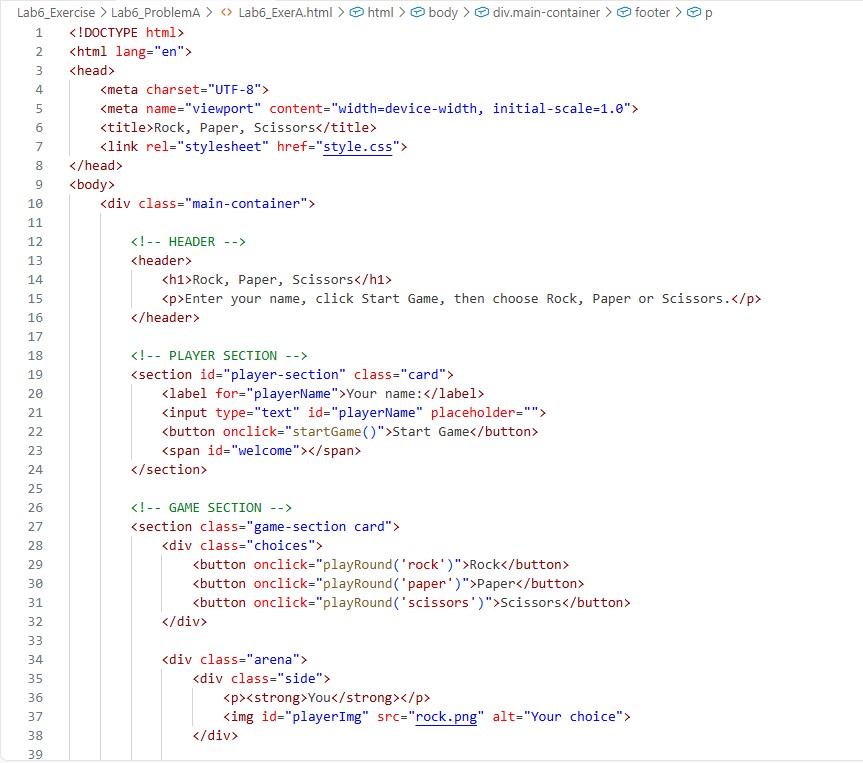 Lab6_Exercise > Lab6_ProblemA > <> Lab6_ExerA.html > html > body > div.main-container > footer > p
1 <!DOCTYPE html>
2 <html lang="en">
3 <head>
4     <meta charset="UTF-8">
5     <meta name="viewport" content="width=device-width, initial-scale=1.0">
6     <title>Rock, Paper, Scissors</title>
7     <link rel="stylesheet" href="style.css">
8 </head>
9 <body>
10     <div class="main-container">
11
12         <!-- HEADER -->
13         <header>
14             <h1>Rock, Paper, Scissors</h1>
15             <p>Enter your name, click Start Game, then choose Rock, Paper or Scissors.</p>
16         </header>
17
18         <!-- PLAYER SECTION -->
19         <section id="player-section" class="card">
20             <label for="playerName">Your name:</label>
21             <input type="text" id="playerName" placeholder="">
22             <button onclick="startGame()">Start Game</button>
23             <span id="welcome"></span>
24         </section>
25
26         <!-- GAME SECTION -->
27         <section class="game-section card">
28             <div class="choices">
29                 <button onclick="playRound('rock')">Rock</button>
30                 <button onclick="playRound('paper')">Paper</button>
31                 <button onclick="playRound('scissors')">Scissors</button>
32             </div>
33
34             <div class="arena">
35                 <div class="side">
36                     <p><strong>You</strong></p>
37                     <img id="playerImg" src="rock.png" alt="Your choice">
38                 </div>
39